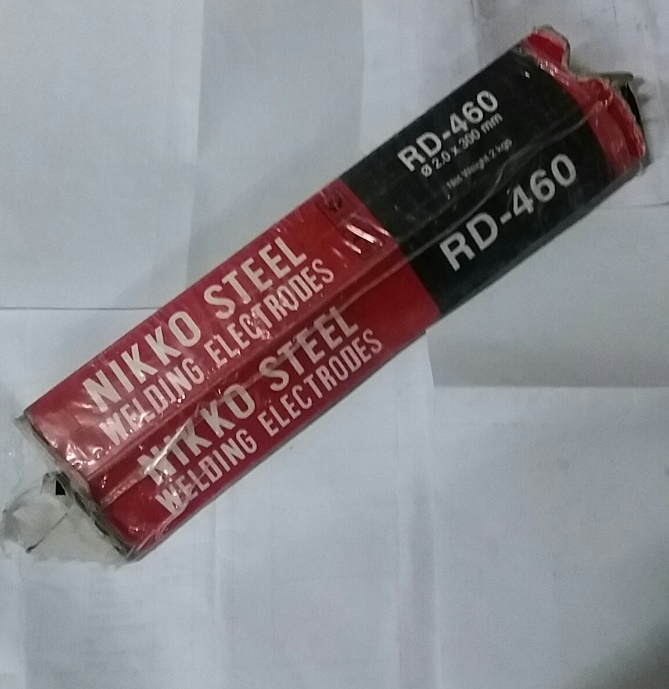 RD-460
Ø 2.0 x 300 mm
Net Weight 2 kgs
RD-460
NIKKO STEEL
WELDING ELECTRODES
NIKKO STEEL
WELDING ELECTRODES